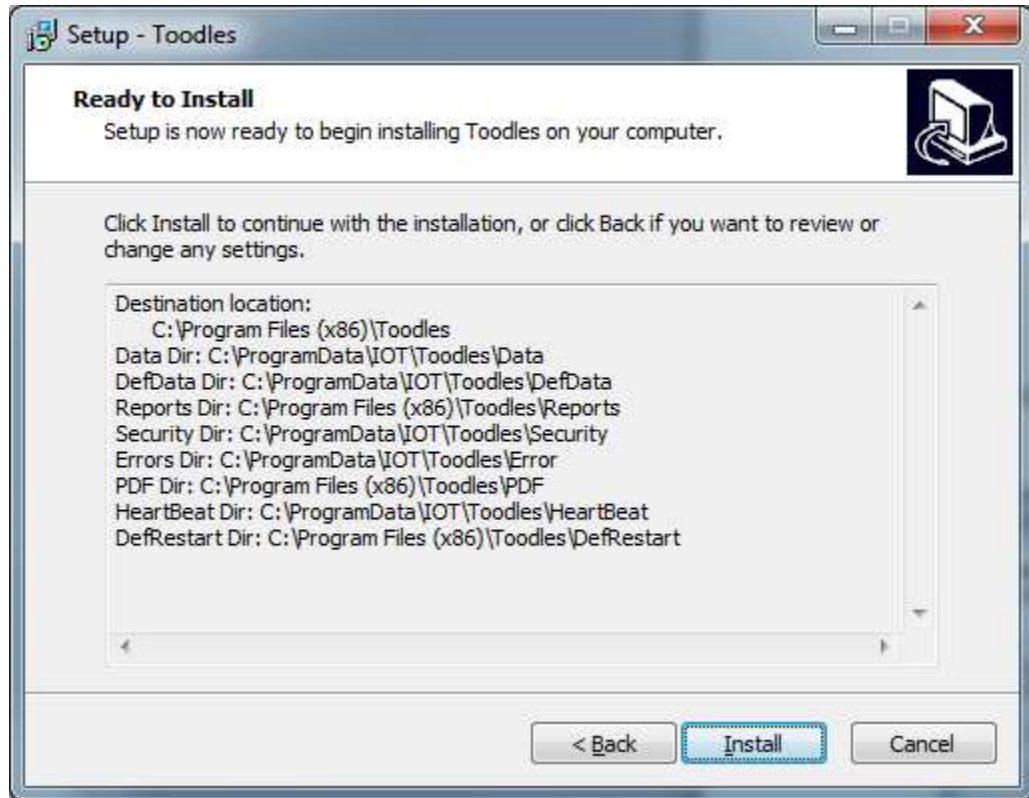 Setup - Toodles
Ready to Install
Setup is now ready to begin installing Toodles on your computer.
Click Install to continue with the installation, or click Back if you want to review or
change any settings.
Destination location:
C:\Program Files (x86)\Toodles
Data Dir: C:\ProgramData\IOT\Toodles\Data
DefData Dir: C:\ProgramData\IOT\Toodles\DefData
Reports Dir: C:\Program Files (x86)\Toodles\Reports
Security Dir: C:\ProgramData\IOT\Toodles\Security
Errors Dir: C:\ProgramData\IOT\Toodles\Error
PDF Dir: C:\Program Files (x86)\Toodles\PDF
HeartBeat Dir: C:\ProgramData\IOT\Toodles\HeartBeat
DefRestart Dir: C:\Program Files (x86)\Toodles\DefRestart
< Back Install Cancel